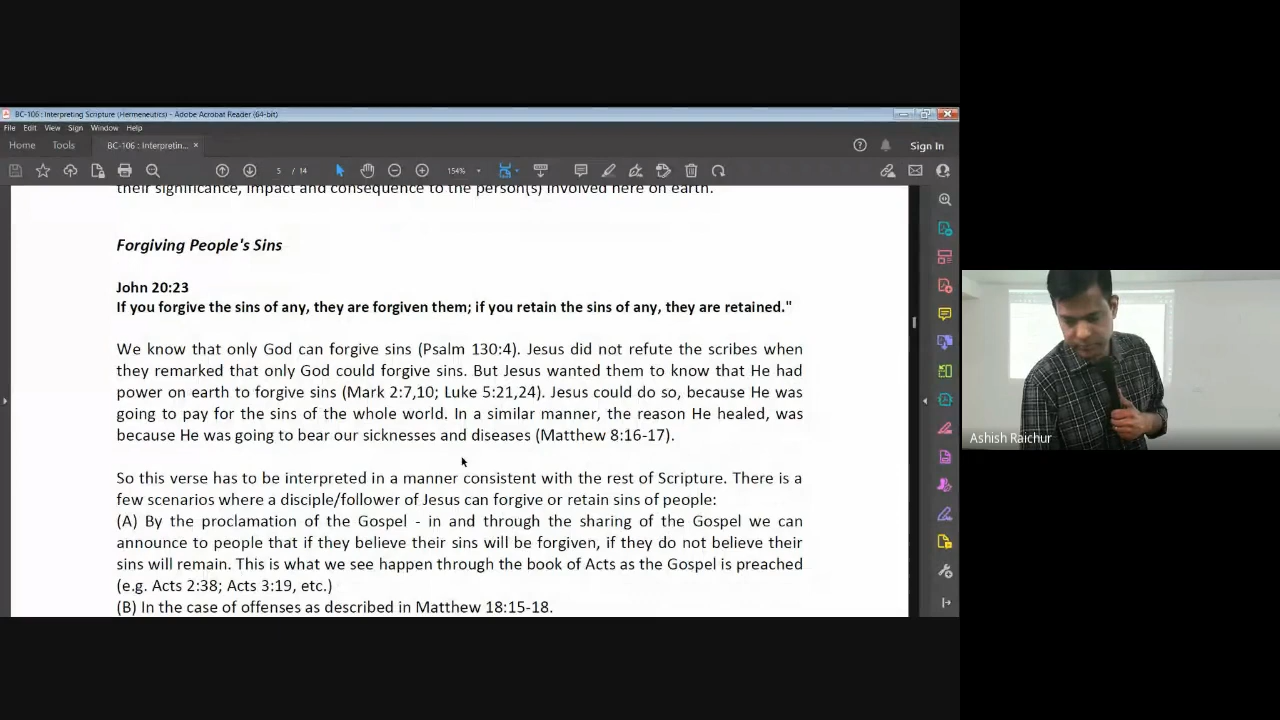 BC-106 : Interpreting Scripture (Hermeneutics) - Adobe Acrobat Reader (64-bit)
File Edit View Sign Window Help
Home Tools BC-106 : Interpretin... × Sign In
5 / 14 154%
their significance, impact and consequence to the person(s) involved here on earth.
Forgiving People's Sins
John 20:23
If you forgive the sins of any, they are forgiven them; if you retain the sins of any, they are retained."
We know that only God can forgive sins (Psalm 130:4). Jesus did not refute the scribes when
they remarked that only God could forgive sins. But Jesus wanted them to know that He had
power on earth to forgive sins (Mark 2:7,10; Luke 5:21,24). Jesus could do so, because He was
going to pay for the sins of the whole world. In a similar manner, the reason He healed, was
because He was going to bear our sicknesses and diseases (Matthew 8:16-17).
So this verse has to be interpreted in a manner consistent with the rest of Scripture. There is a
few scenarios where a disciple/follower of Jesus can forgive or retain sins of people:
(A) By the proclamation of the Gospel - in and through the sharing of the Gospel we can
announce to people that if they believe their sins will be forgiven, if they do not believe their
sins will remain. This is what we see happen through the book of Acts as the Gospel is preached
(e.g. Acts 2:38; Acts 3:19, etc.)
(B) In the case of offenses as described in Matthew 18:15-18.
Ashish Raichur